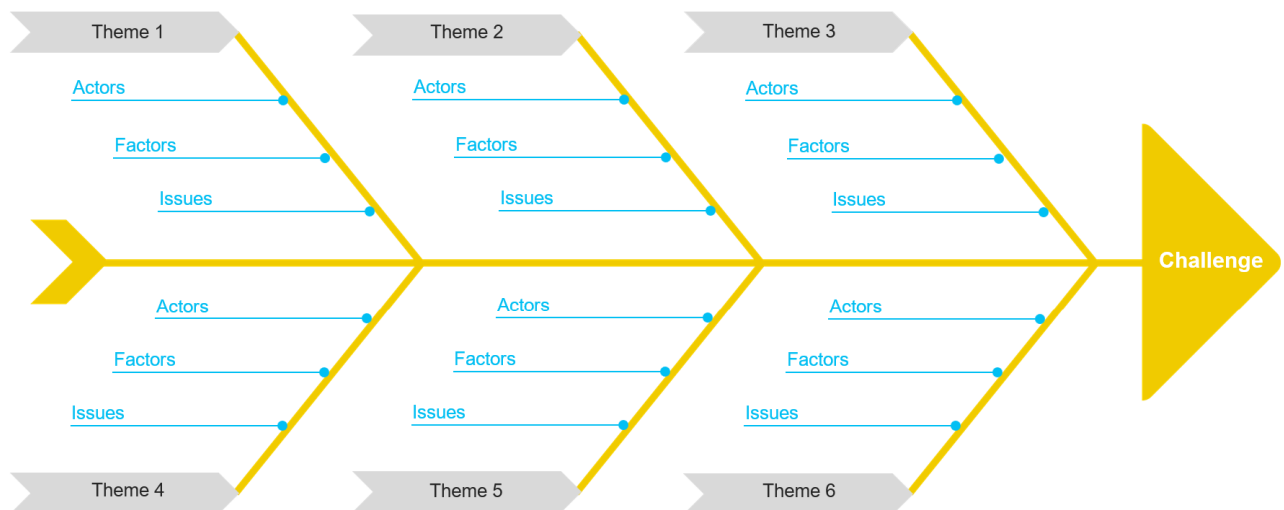 Theme 1
Theme 2
Theme 3
Actors
Actors
Actors
Factors
Factors
Factors
Issues
Issues
Issues
Challenge
Actors
Actors
Actors
Factors
Factors
Factors
Issues
Issues
Issues
Theme 4
Theme 5
Theme 6